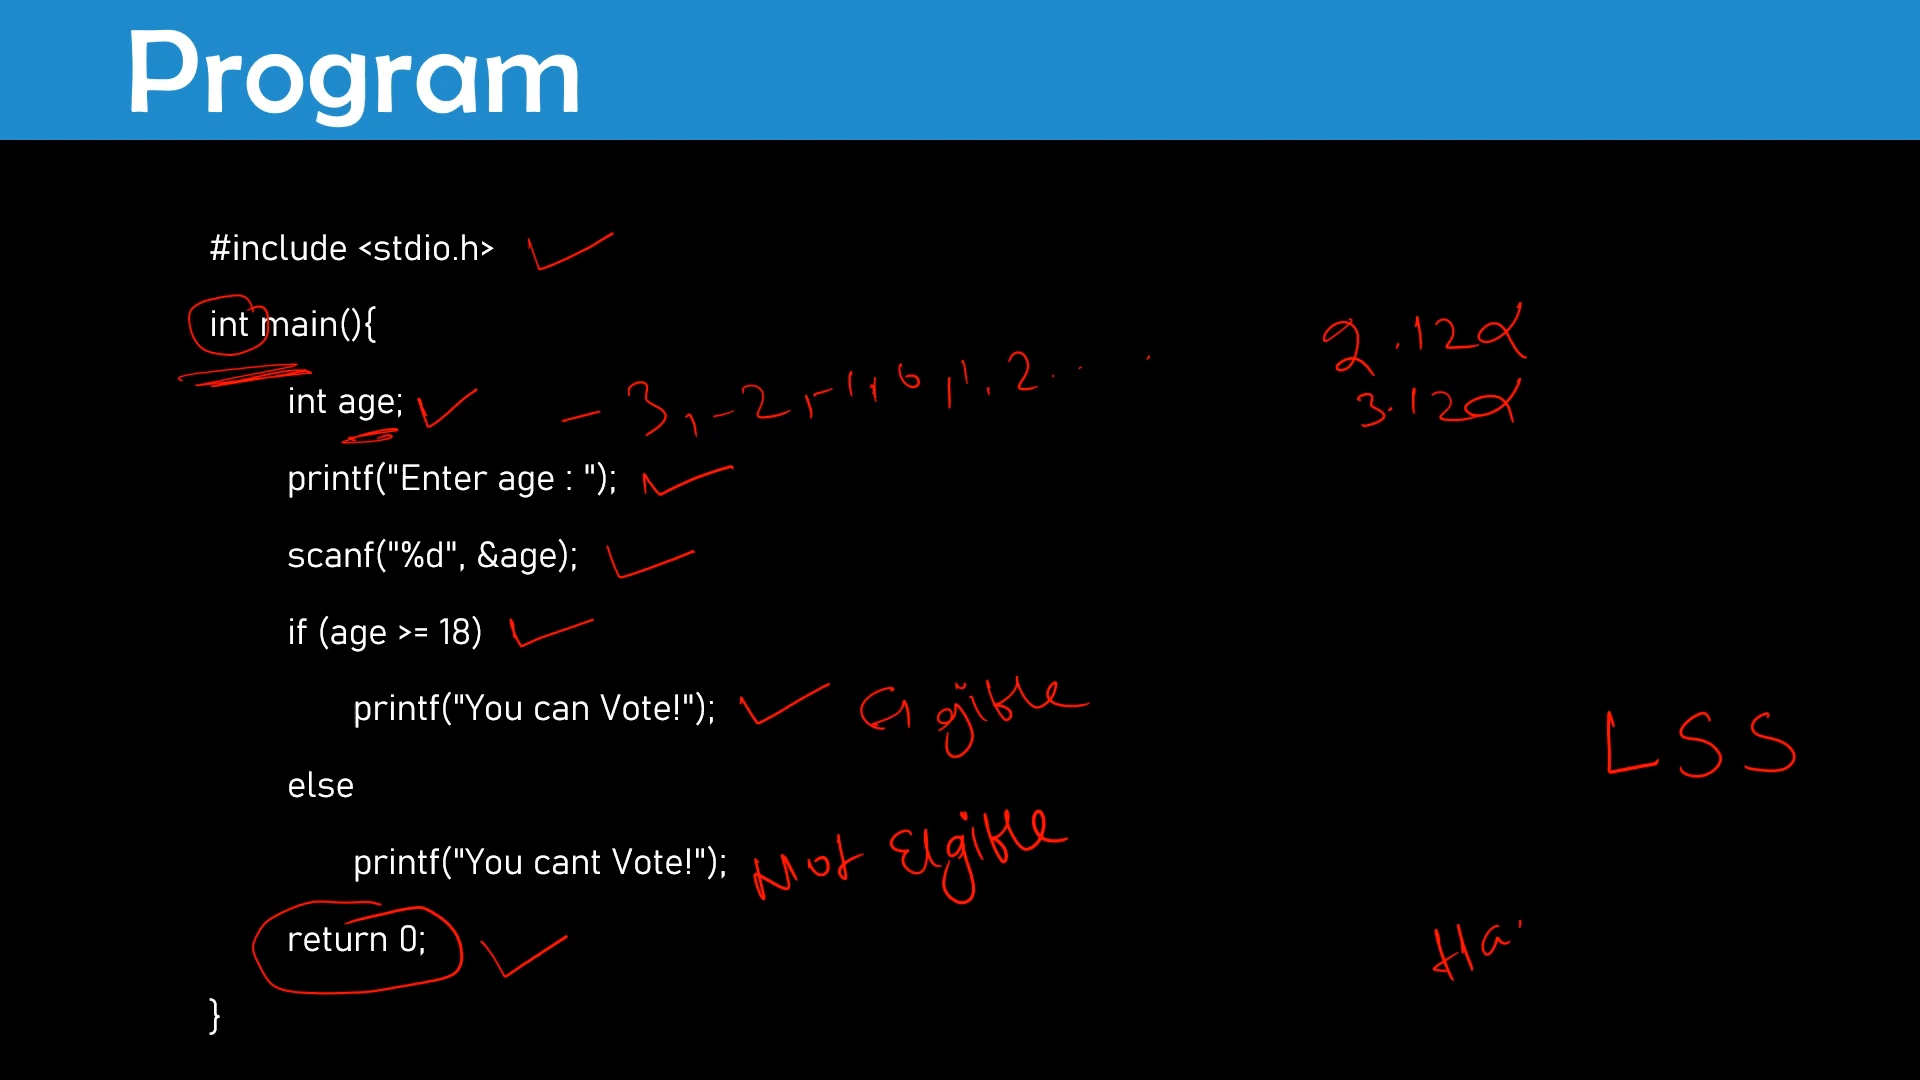 Program
#include <stdio.h>
int main(){
int age;
- 3, -2, -1, 0, 1, 2 . . . .
2.12
3.12
printf("Enter age : ");
scanf("%d", &age);
if (age >= 18)
printf("You can Vote!");
else
LSS
printf("You cant Vote!"); Not Elgible
return 0;
Ha
}